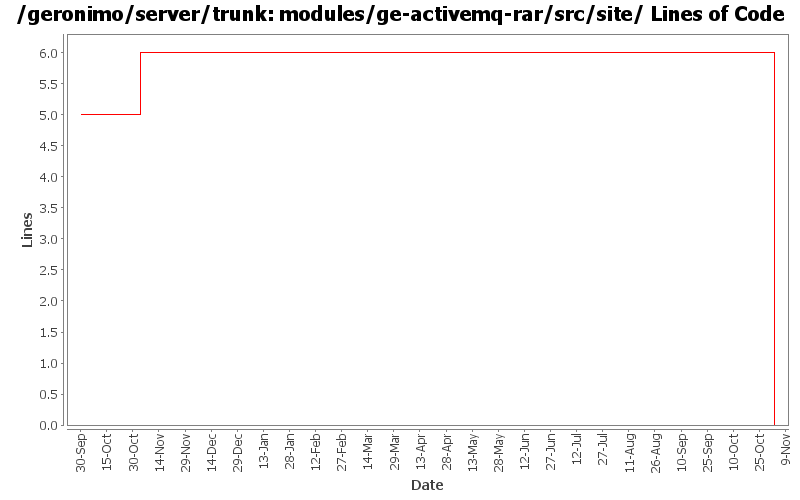 /geronimo/server/trunk: modules/ge-activemq-rar/src/site/ Lines of Code
6.0
5.5
5.0
4.5
4.0
3.5
3.0
2.5
2.0
1.5
1.0
0.5
0.0
Lines
30-Sep
15-Oct
30-Oct
14-Nov
29-Nov
14-Dec
29-Dec
13-Jan
28-Jan
12-Feb
27-Feb
14-Mar
29-Mar
13-Apr
28-Apr
13-May
28-May
12-Jun
27-Jun
12-Jul
27-Jul
11-Aug
26-Aug
10-Sep
25-Sep
10-Oct
25-Oct
9-Nov
Date